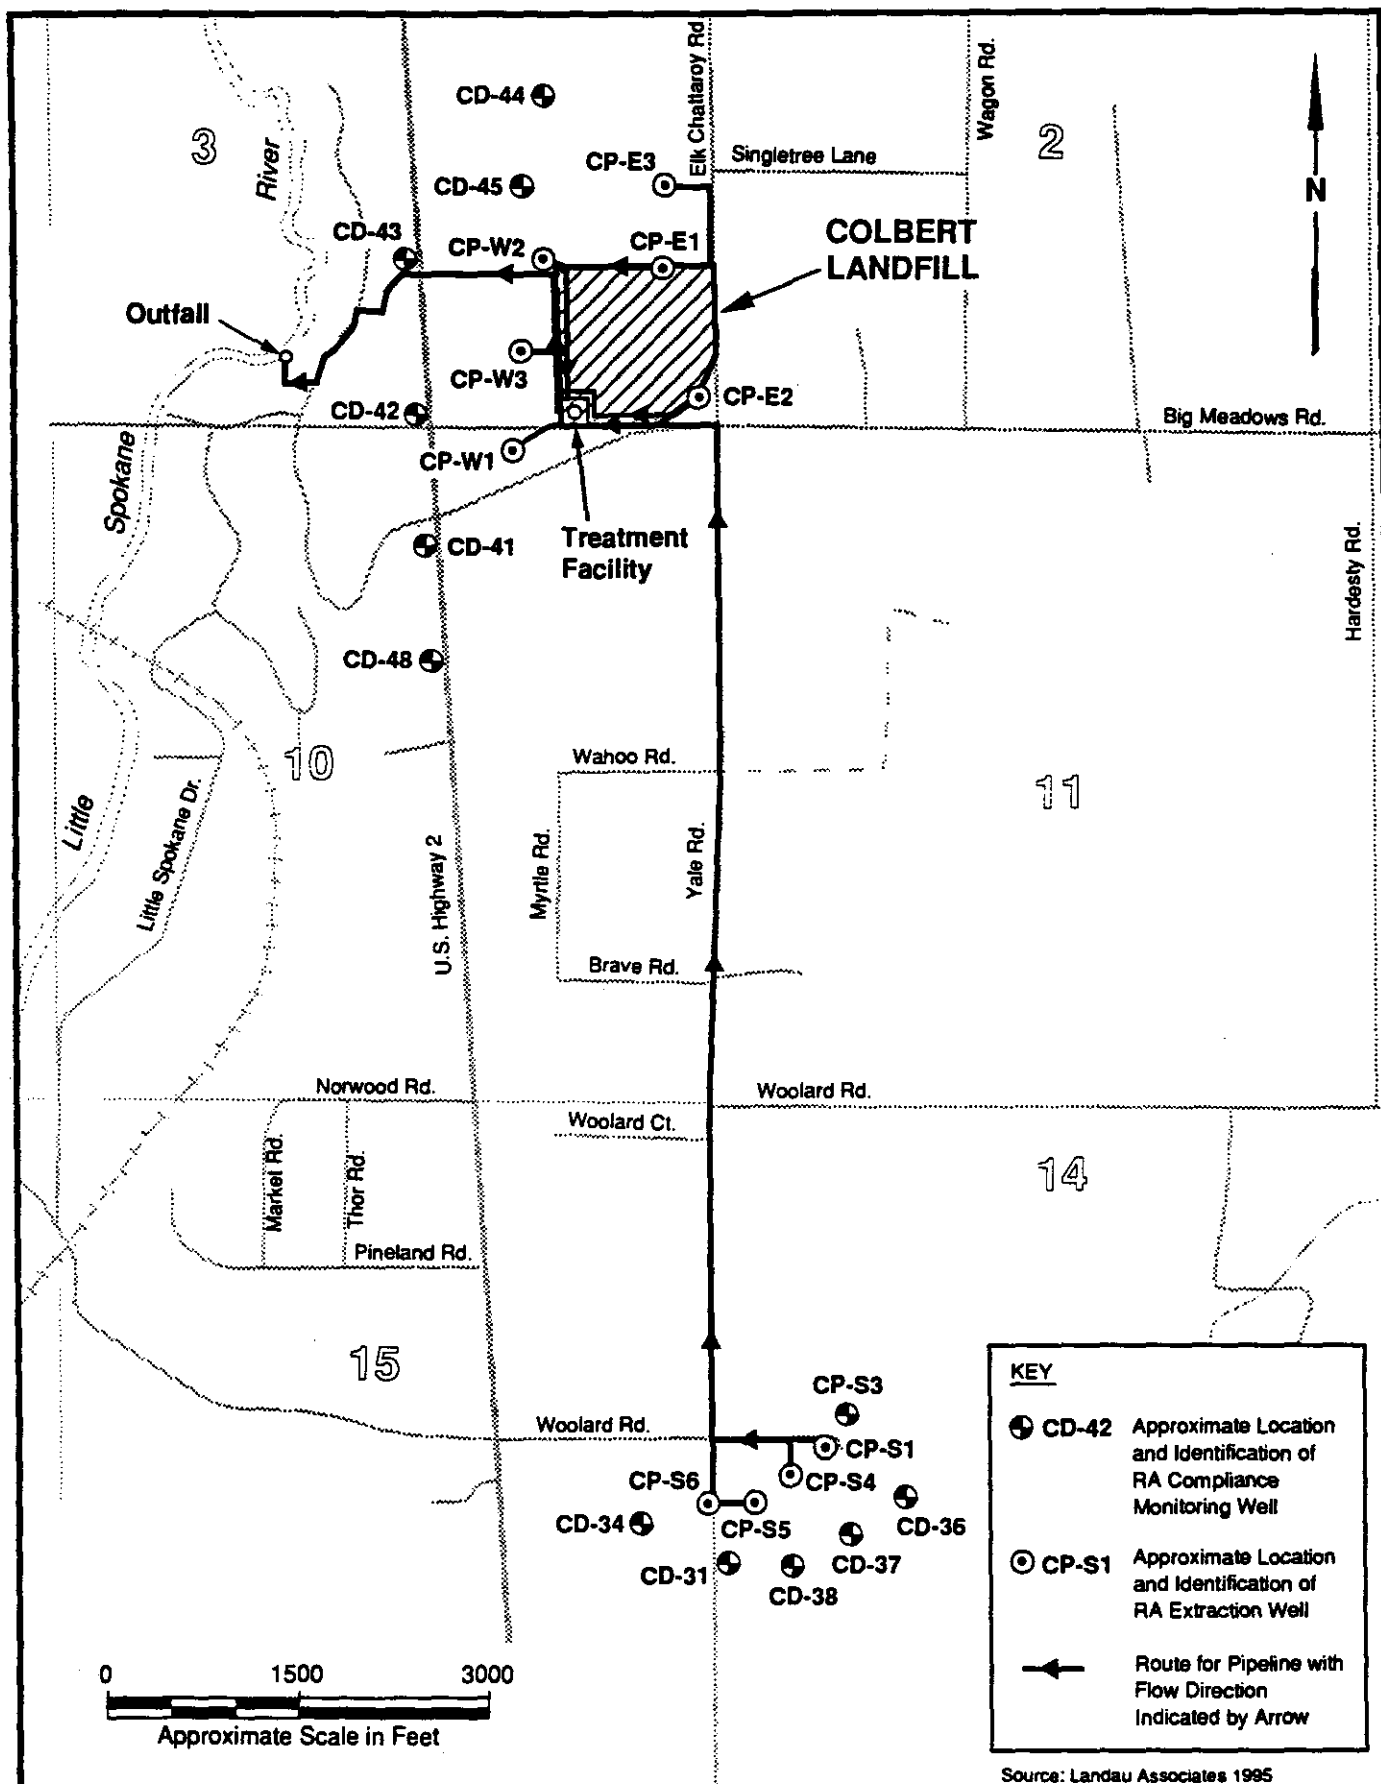 Elk Chattaroy Rd
Wagon Rd.
CD-44
3
2
Singletree Lane
CP-E3
River
CD-45
N
COLBERT
LANDFILL
CD-43
CP-W2
CP-E1
Outfall
CP-W3
CP-E2
CD-42
Big Meadows Rd.
CP-W1
Spokane
Treatment
Facility
CD-41
Hardesty Rd.
CD-48
10
Wahoo Rd.
11
Little
Little Spokane Dr.
U.S. Highway 2
Myrtle Rd.
Yale Rd.
Brave Rd.
Norwood Rd.
Woolard Rd.
Woolard Ct.
Market Rd.
Thor Rd.
14
Pineland Rd.
15
CP-S3
Woolard Rd.
CP-S1
CP-S4
CP-S6
CP-S5
CD-34
CD-36
CD-37
CD-31
CD-38
KEY
CD-42 Approximate Location
and Identification of
RA Compliance
Monitoring Well
CP-S1 Approximate Location
and Identification of
RA Extraction Well
Route for Pipeline with
Flow Direction
Indicated by Arrow
0 1500 3000
Approximate Scale in Feet
Source: Landau Associates 1995